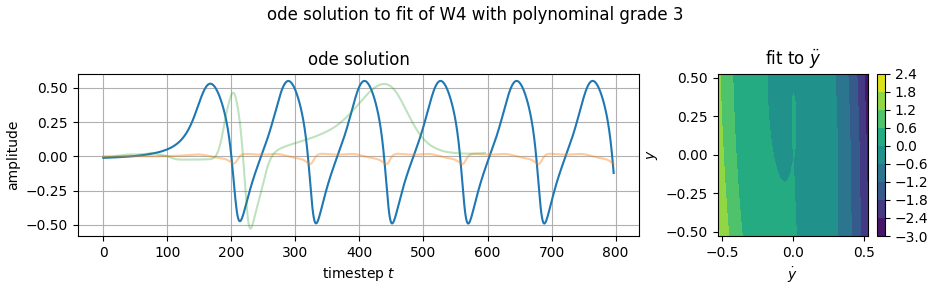 ode solution to fit of W4 with polynominal grade 3
ode solution
fit to ÿ
amplitude
0.50
0.25
0.00
−0.25
−0.50
0 100 200 300 400 500 600 700 800
timestep t
y
0.50
0.25
0.00
−0.25
−0.50
−0.5 0.0 0.5
ẏ
2.4
1.8
1.2
0.6
0.0
−0.6
−1.2
−1.8
−2.4
−3.0